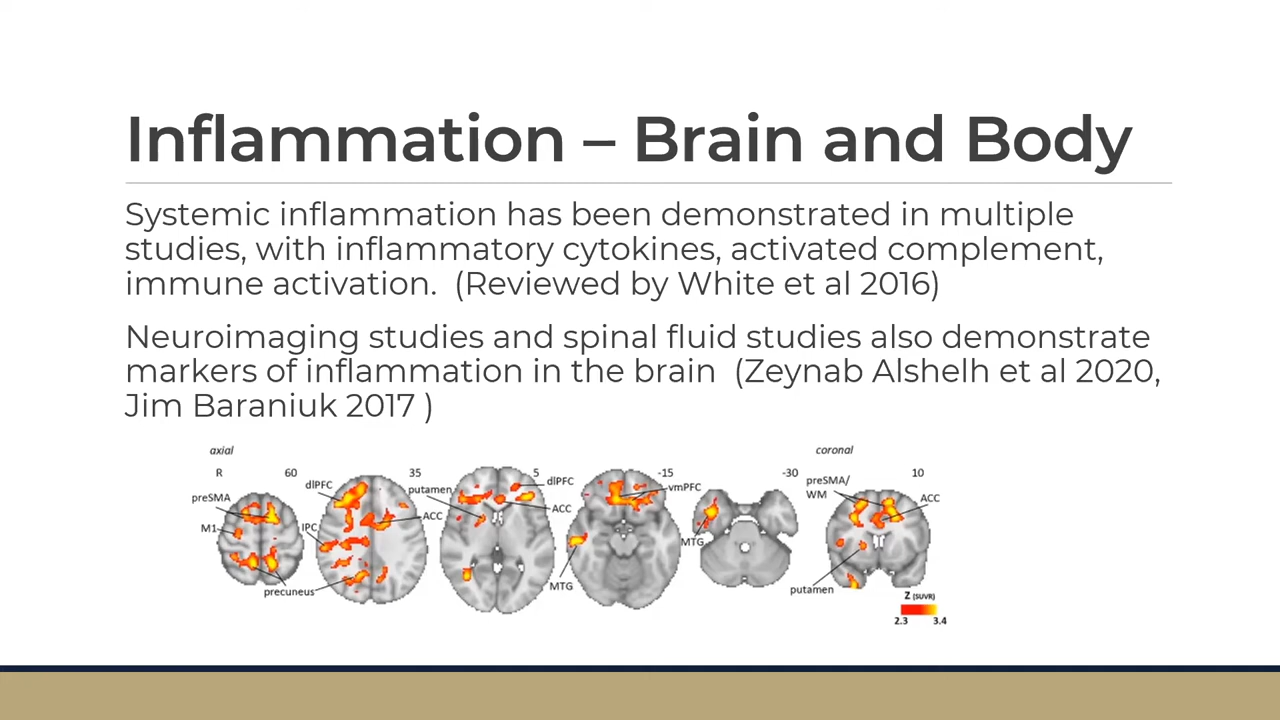 Inflammation – Brain and Body
Systemic inflammation has been demonstrated in multiple
studies, with inflammatory cytokines, activated complement,
immune activation.  (Reviewed by White et al 2016)
Neuroimaging studies and spinal fluid studies also demonstrate
markers of inflammation in the brain  (Zeynab Alshelh et al 2020,
Jim Baraniuk 2017 )
axial
coronal
R
60
35
5
-15
-30
10
preSMA
M1
dlPFC
IPC
ACC
precuneus
putamen
dlPFC
ACC
MTG
vmPFC
MTG
preSMA/
WM
ACC
putamen
Z (SUVR)
2.3 3.4